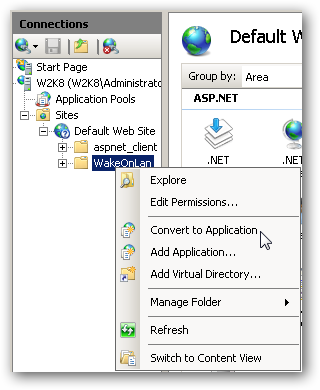 Connections
Default W
Start Page
W2K8 (W2K8\Administrato
Application Pools
Sites
Default Web Site
aspnet_client
WakeOnLan
Group by: Area
ASP.NET
.NET
.NET
Explore
Edit Permissions...
Convert to Application
Add Application...
Add Virtual Directory...
Manage Folder
Refresh
Switch to Content View